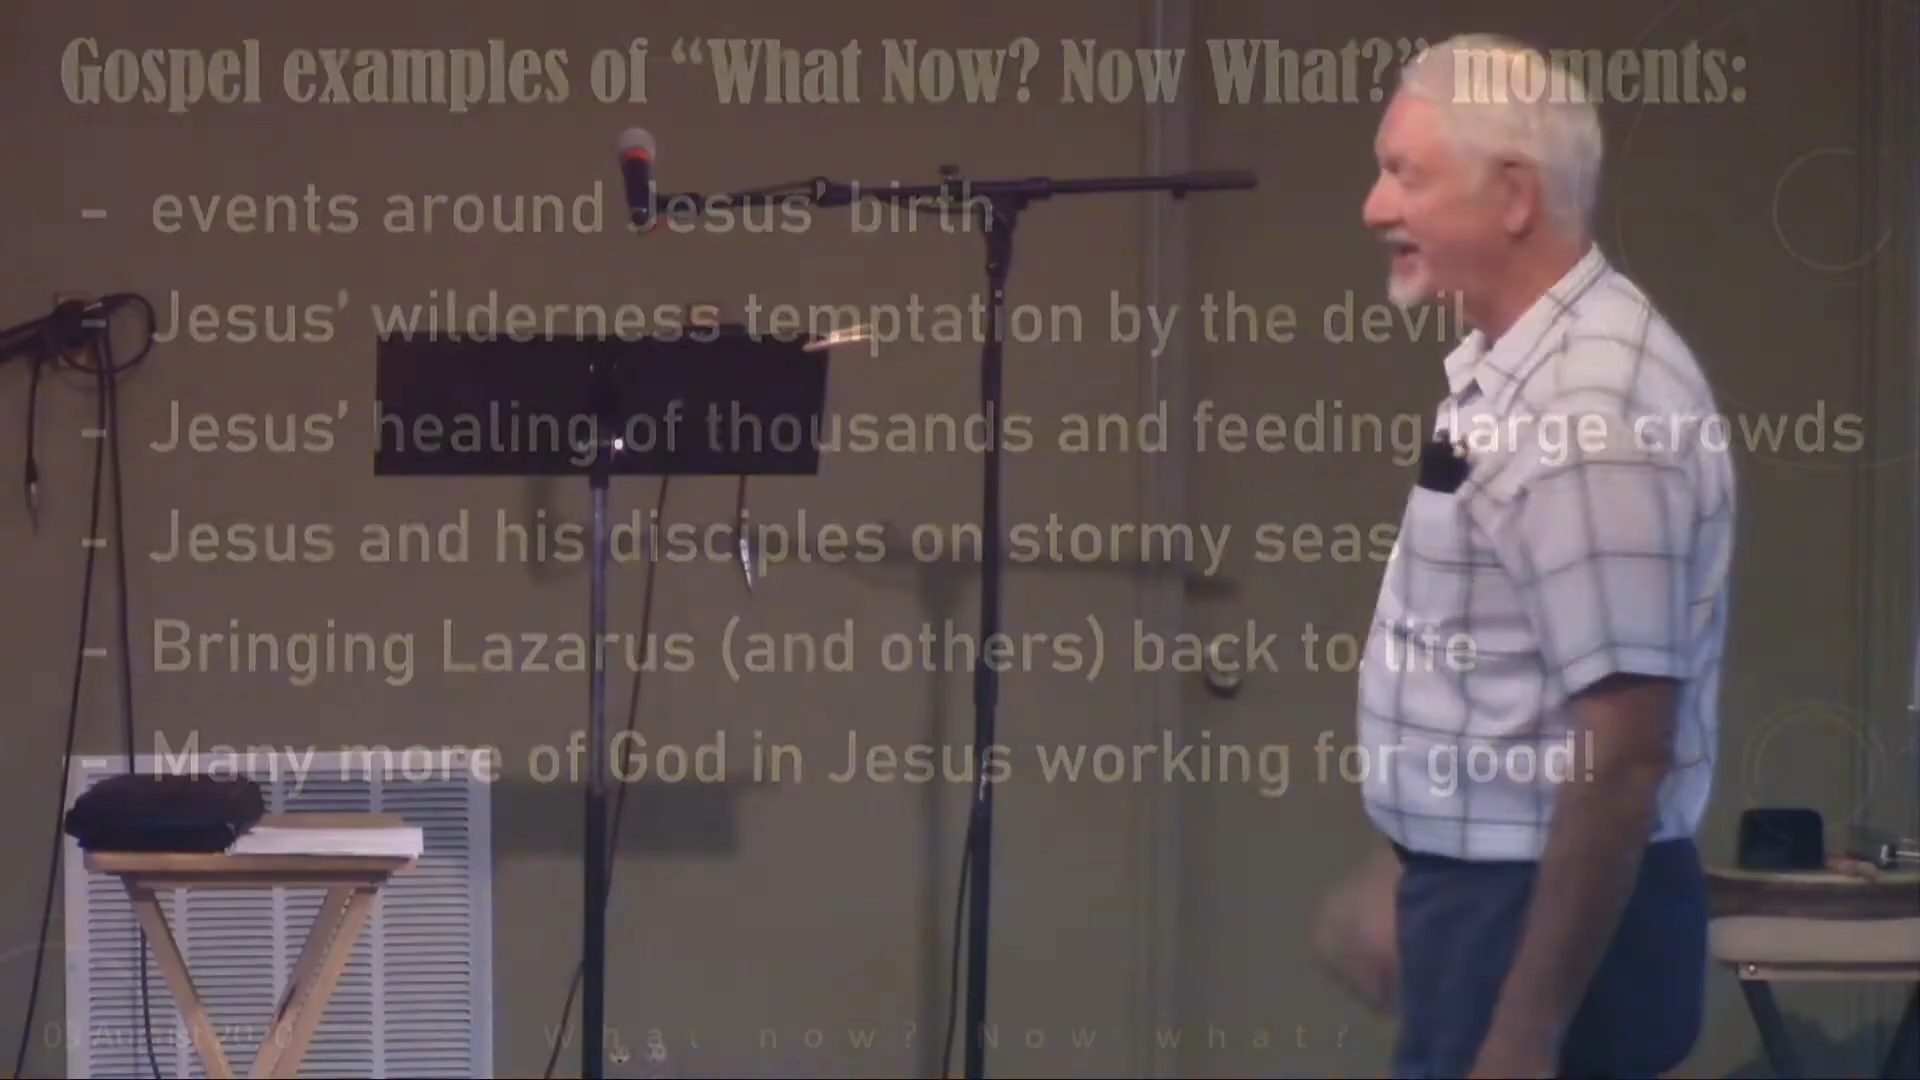 Gospel examples of “What Now? Now What?” moments:
- events around Jesus’ birth
- Jesus’ wilderness temptation by the devil
- Jesus’ healing of thousands and feeding large crowds
- Jesus and his disciples on stormy seas
- Bringing Lazarus (and others) back to life
- Many more of God in Jesus working for good!
August What now? Now what?